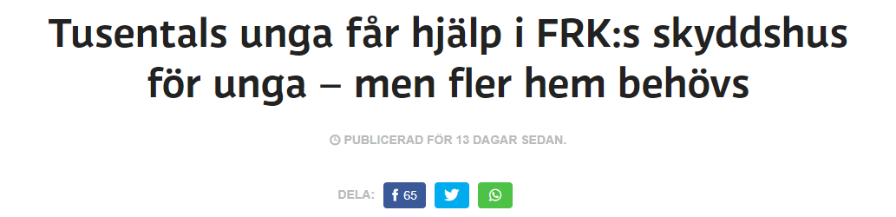 Tusentals unga får hjälp i FRK:s skyddshus
för unga – men fler hem behövs
PUBLICERAD FÖR 13 DAGAR SEDAN.
DELA: f 65